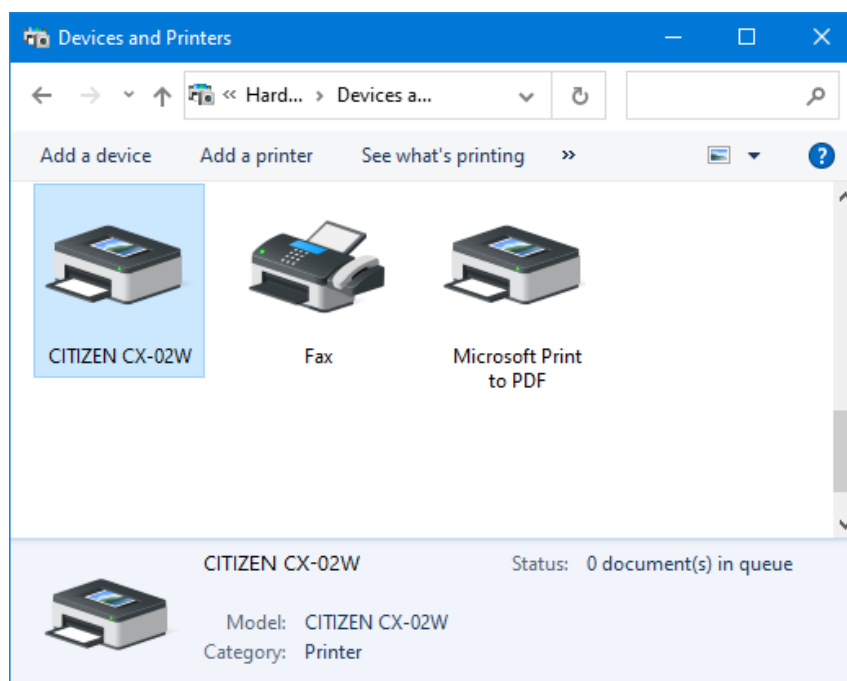 Devices and Printers
« Hard... › Devices a...
Add a device Add a printer See what's printing »
?
CITIZEN CX-02W Fax Microsoft Print
to PDF
CITIZEN CX-02W Status: 0 document(s) in queue
Model: CITIZEN CX-02W
Category: Printer